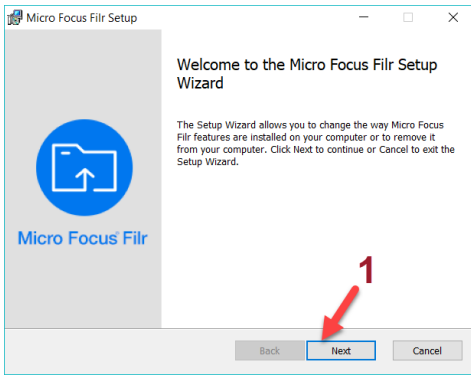 Micro Focus Filr Setup
Welcome to the Micro Focus Filr Setup
Wizard
The Setup Wizard allows you to change the way Micro Focus
Filr features are installed on your computer or to remove it
from your computer. Click Next to continue or Cancel to exit the
Setup Wizard.
Micro Focus Filr
1
Back
Next
Cancel